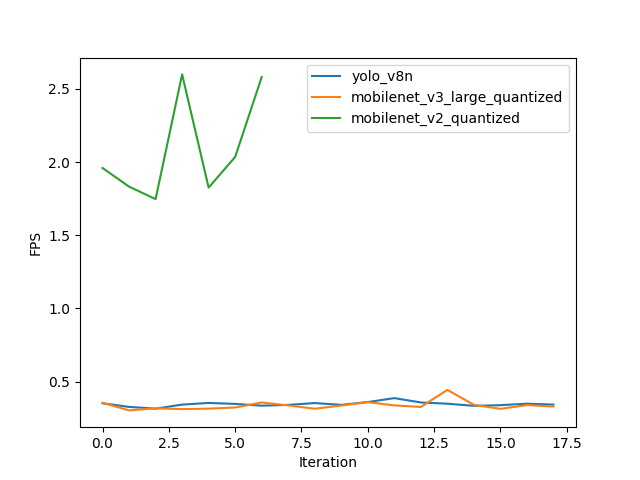 yolo_v8n
mobilenet_v3_large_quantized
mobilenet_v2_quantized
2.5
2.0
1.5
1.0
0.5
FPS
0.0 2.5 5.0 7.5 10.0 12.5 15.0 17.5
Iteration